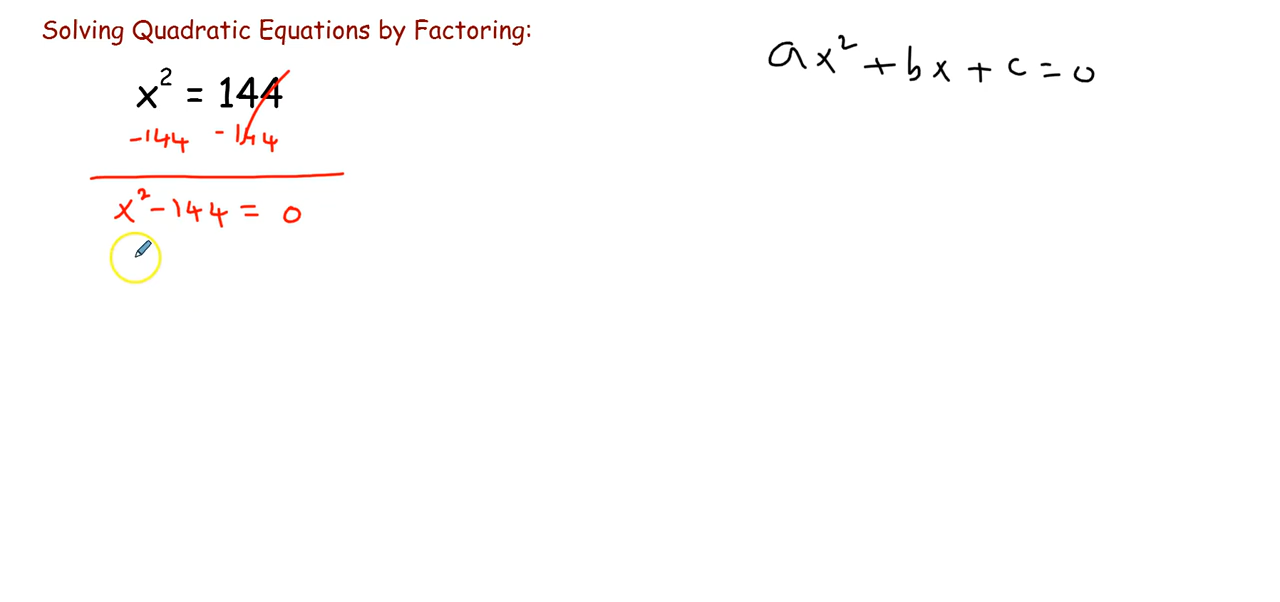 Solving Quadratic Equations by Factoring:
ax² + bx + c = 0
x² = 144
-144 -144
x² - 144 = 0